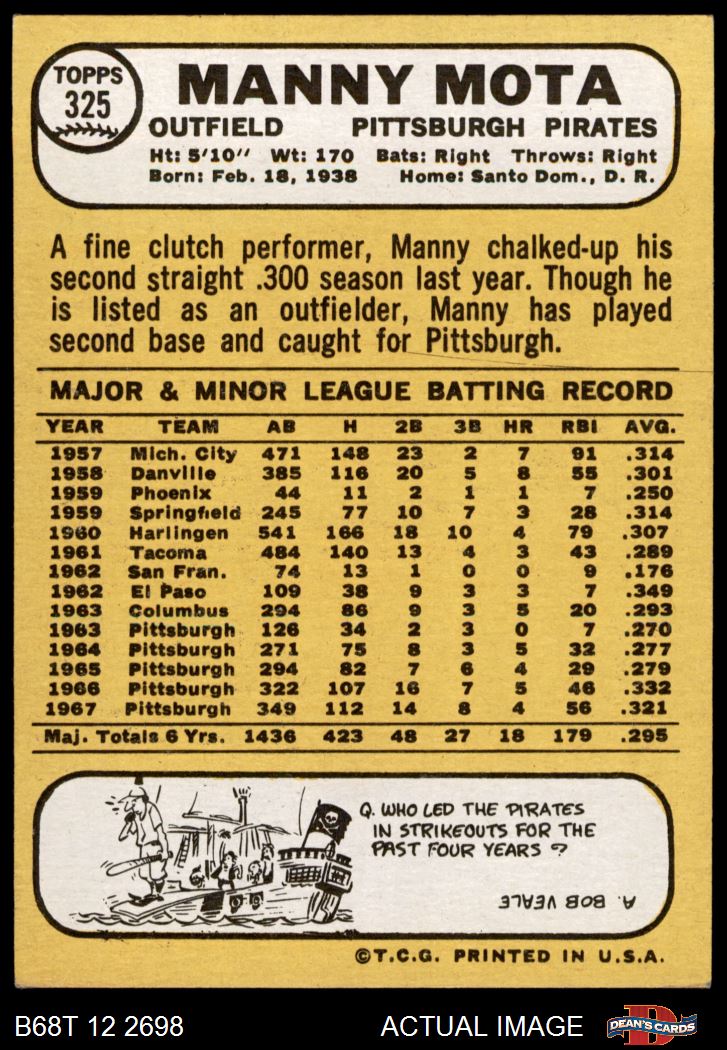 TOPPS
325
MANNY MOTA
OUTFIELD PITTSBURGH PIRATES
Ht: 5'10" Wt: 170 Bats: Right Throws: Right
Born: Feb. 18, 1938 Home: Santo Dom., D. R.
A fine clutch performer, Manny chalked-up his
second straight .300 season last year. Though he
is listed as an outfielder, Manny has played
second base and caught for Pittsburgh.
MAJOR & MINOR LEAGUE BATTING RECORD
YEAR TEAM AB H 2B 3B HR RBI AVG.
1957 Mich. City 471 148 23 2 7 91 .314
1958 Danville 385 116 20 5 8 55 .301
1959 Phoenix 44 11 2 1 1 7 .250
1959 Springfield 245 77 10 7 3 28 .314
1960 Harlingen 541 166 18 10 4 79 .307
1961 Tacoma 484 140 13 4 3 43 .289
1962 San Fran. 74 13 1 0 0 9 .176
1962 El Paso 109 38 9 3 3 7 .349
1963 Columbus 294 86 9 3 5 20 .293
1963 Pittsburgh 126 34 2 3 0 7 .270
1964 Pittsburgh 271 75 8 3 5 32 .277
1965 Pittsburgh 294 82 7 6 4 29 .279
1966 Pittsburgh 322 107 16 7 5 46 .332
1967 Pittsburgh 349 112 14 8 4 56 .321
Maj. Totals 6 Yrs. 1436 423 48 27 18 179 .295
Q. WHO LED THE PIRATES
IN STRIKEOUTS FOR THE
PAST FOUR YEARS?
A. BOB VEALE
©T.C.G. PRINTED IN U.S.A.
B68T 12 2698 ACTUAL IMAGE D DEAN'S CARDS